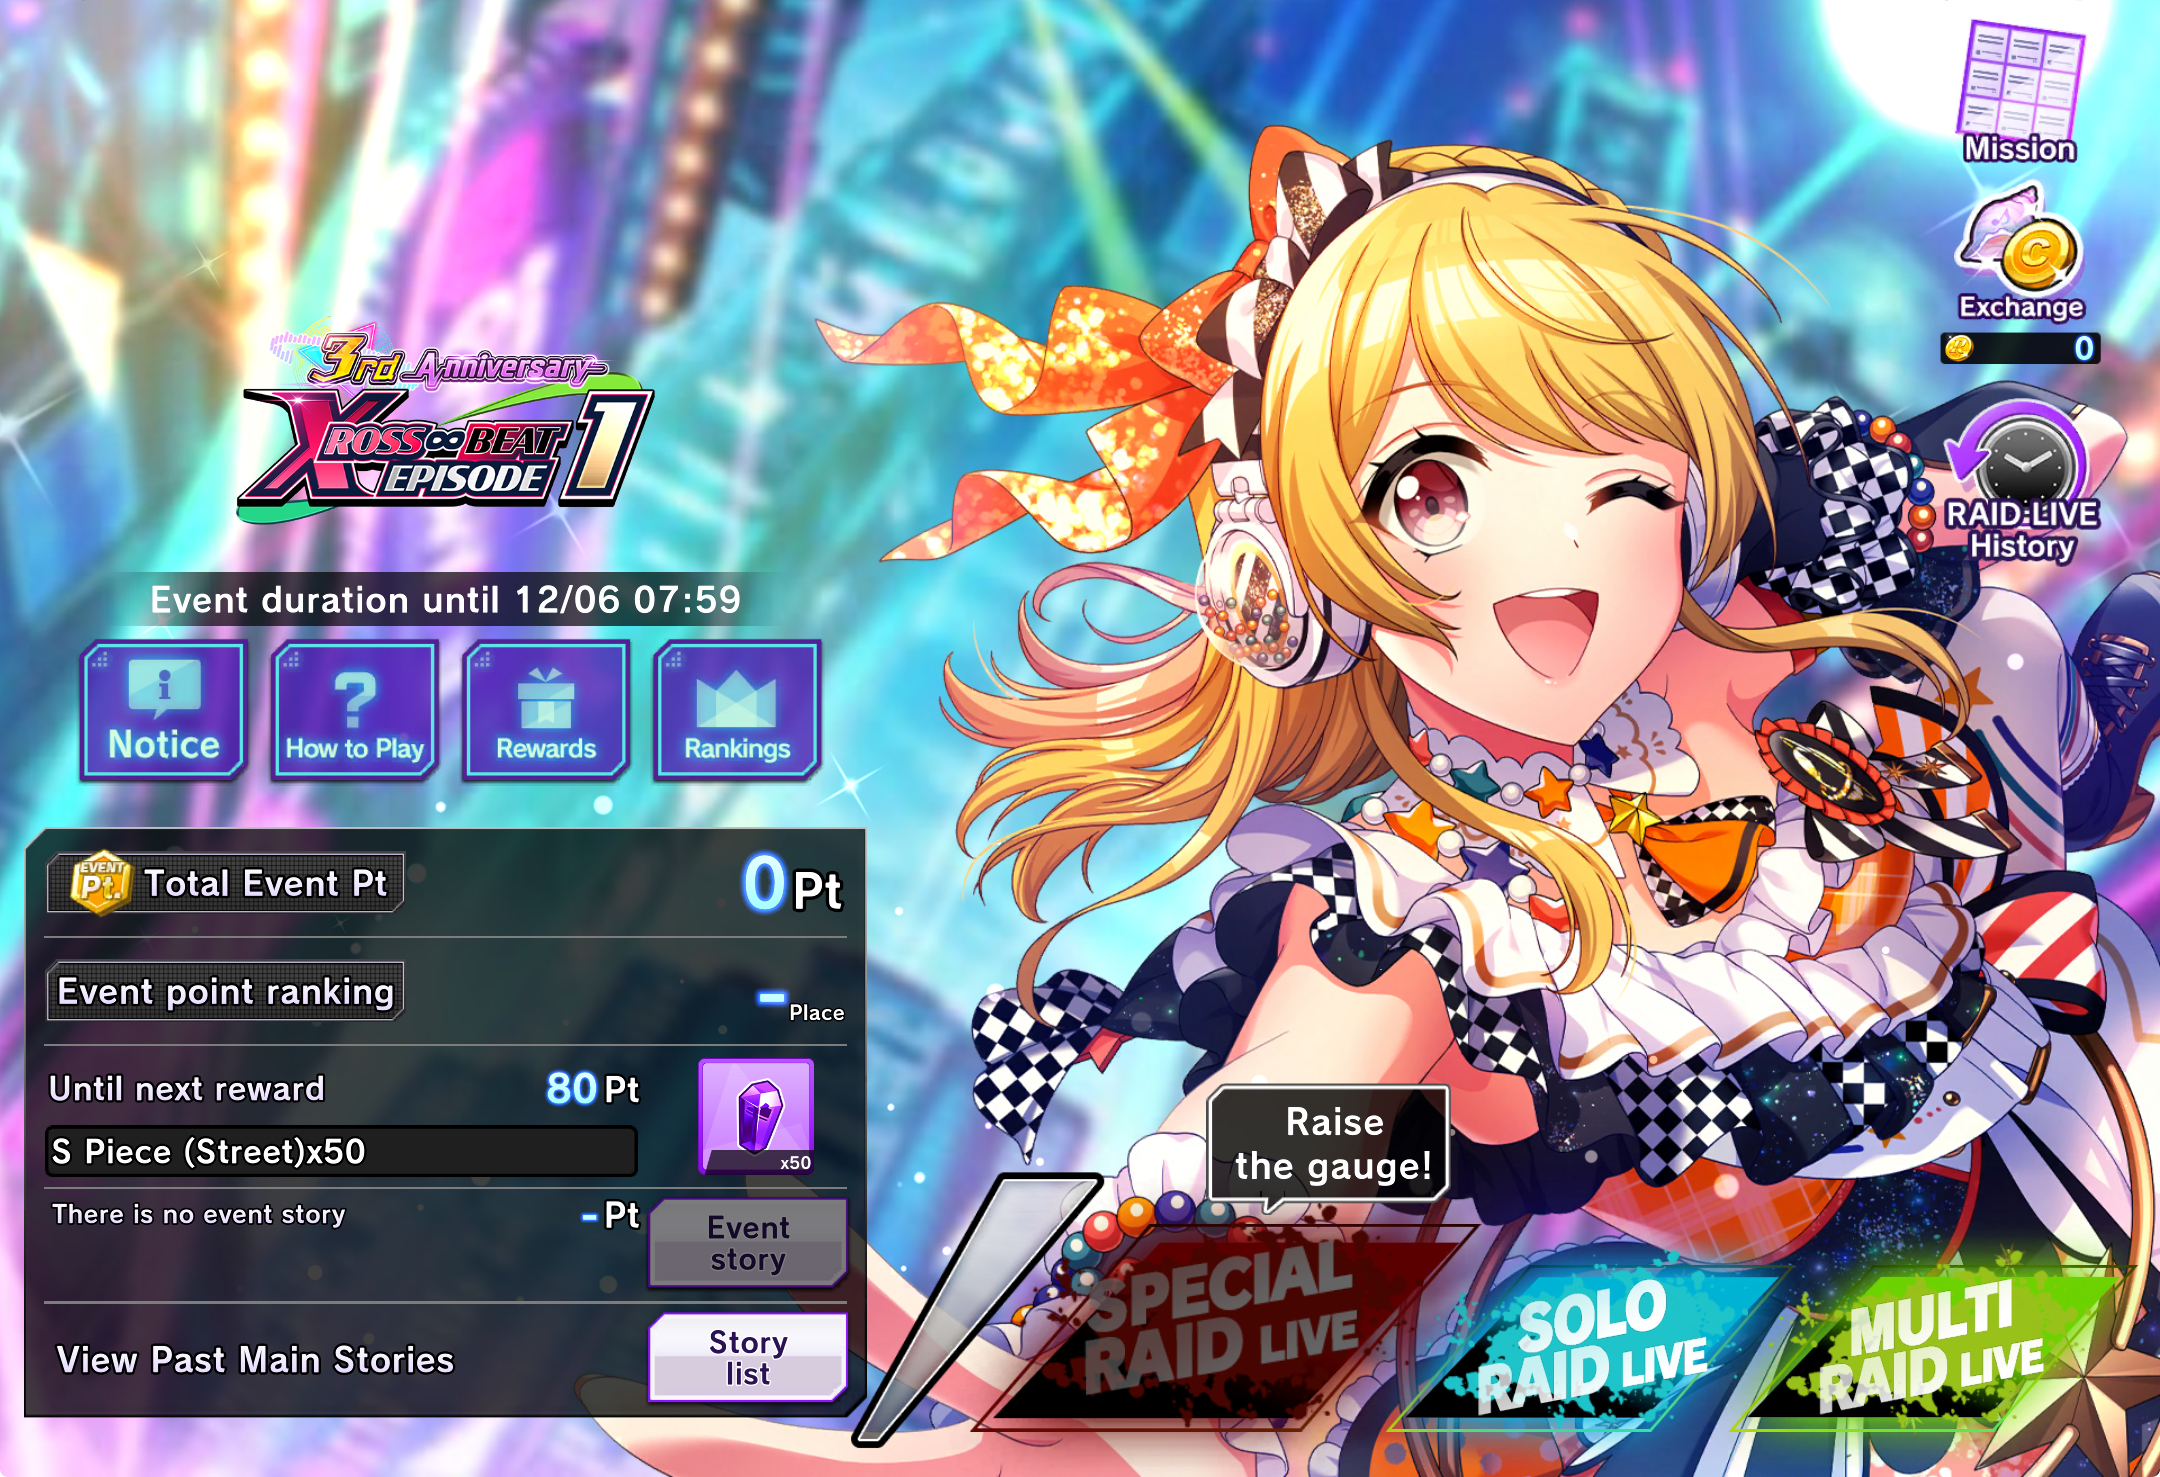 Mission
Exchange
0
RAID-LIVE
History
3rd Anniversary
XROSS∞BEAT
EPISODE 1
Event duration until 12/06 07:59
Notice
How to Play
Rewards
Rankings
EVENT
Pt.
Total Event Pt
0 Pt
Event point ranking
- Place
Until next reward
80 Pt
S Piece (Street)x50
x50
There is no event story
- Pt
Event
story
View Past Main Stories
Story
list
Raise
the gauge!
SPECIAL
RAID LIVE
SOLO
RAID LIVE
MULTI
RAID LIVE